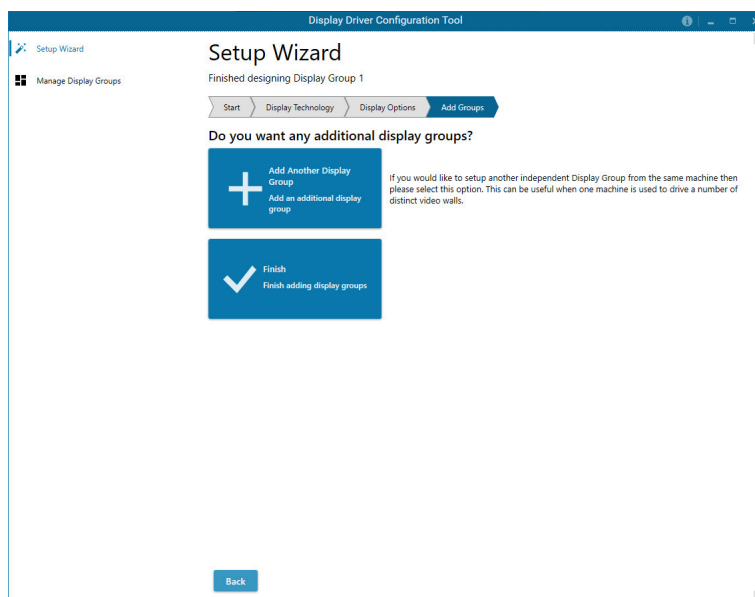 Display Driver Configuration Tool
Setup Wizard
Manage Display Groups
Setup Wizard
Finished designing Display Group 1
Start
Display Technology
Display Options
Add Groups
Do you want any additional display groups?
Add Another Display
Group
Add an additional display
group
If you would like to setup another independent Display Group from the same machine then
please select this option. This can be useful when one machine is used to drive a number of
distinct video walls.
Finish
Finish adding display groups
Back